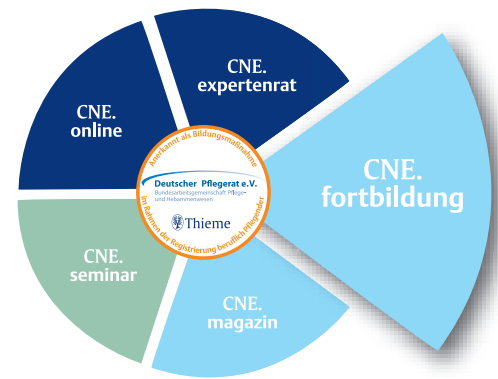 CNE.
expertenrat
CNE.
online
CNE.
fortbildung
Anerkannt als Bildungsmaßnahme
Deutscher Pflegerat e.V.
Bundesarbeitsgemeinschaft Pflege-
und Hebammenwesen
Thieme
im Rahmen der Registrierung beruflich Pflegender
CNE.
seminar
CNE.
magazin